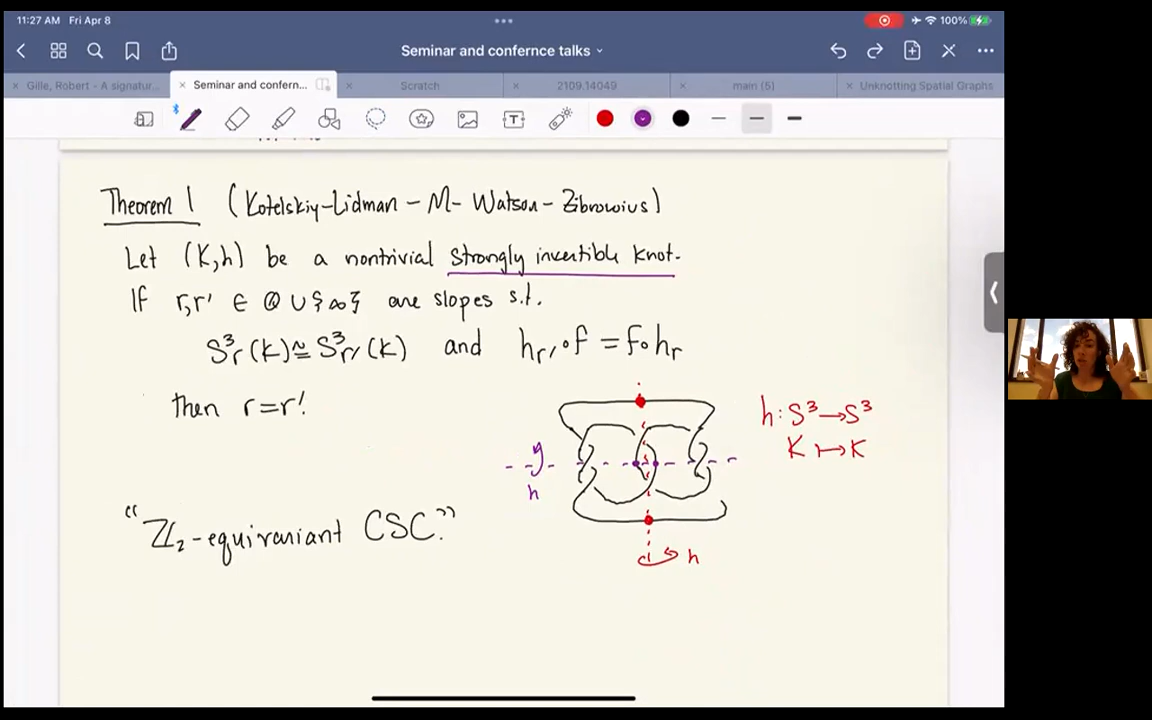 11:27 AM Fri Apr 8
100%
Seminar and confernce talks
Gille, Robert - A signatur...
Seminar and confern...
Scratch
2109.14049
main (5)
Unknotting Spatial Graphs
Theorem 1 (Kotelskiy-Lidman - M - Watson - Zibrowius)
Let (K,h) be a nontrivial strongly invertible knot.
If r,r' ∈ ℚ ∪ {∞} are slopes s.t.
S³r(K) ≅ S³r'(K) and hr' ∘ f = f ∘ hr
then r=r'.
h: S³ → S³
K ↦ K
h
h
"ℤ₂-equivariant CSC."